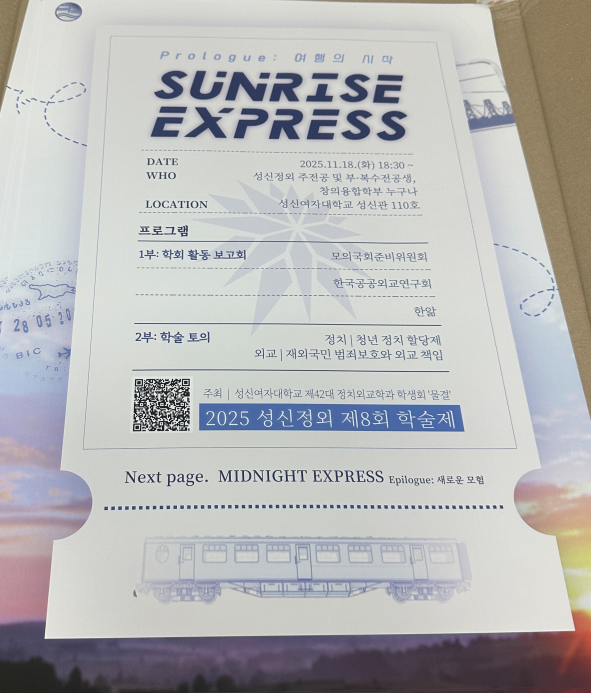 Prologue: 여행의 시작
SUNRISE
EXPRESS
DATE 2025.11.18.(화) 18:30 ~
WHO 성신정외 주전공 및 부·복수전공생,
창의융합학부 누구나
LOCATION 성신여자대학교 성신관 110호
프로그램
1부: 학회 활동 보고회 모의국회준비위원회
한국공공외교연구회
한앎
2부: 학술 토의 정치 | 청년 정치 할당제
외교 | 재외국민 범죄보호와 외교 책임
주최 | 성신여자대학교 제42대 정치외교학과 학생회 '물결'
2025 성신정외 제8회 학술제
Next page. MIDNIGHT EXPRESS Epilogue: 새로운 모험
28 05 20
BIC